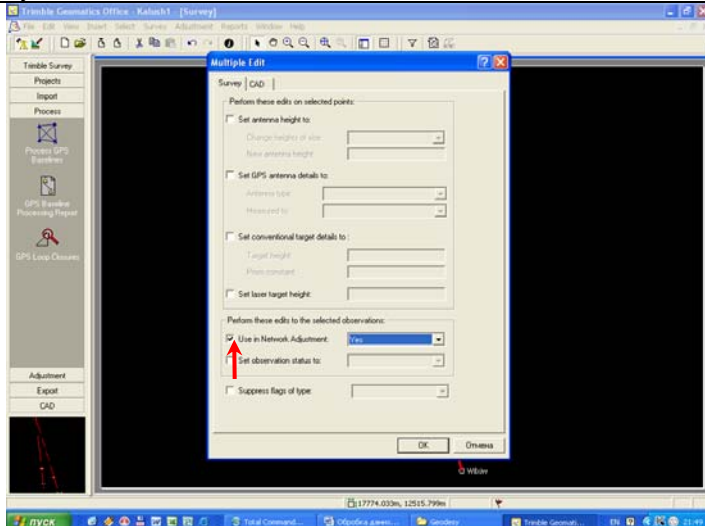 Trimble Geomatics Office - Kalush1 - [Survey]
File Edit View Insert Select Survey Adjustment Reports Window Help
Trimble Survey
Projects
Import
Process
Process GPS
Baselines
GPS Baseline
Processing Report
GPS Loop Closures
Adjustment
Export
CAD
Multiple Edit
Survey CAD
Perform these edits on selected points:
Set antenna height to:
Change heights of size:
New antenna height:
Set GPS antenna details to:
Antenna type:
Measured to:
Set conventional target details to :
Target height:
Prism constant:
Set laser target height:
Perform these edits to the selected observations:
Use in Network Adjustment: Yes
Set observation status to:
Suppress flags of type:
OK Отмена
17774.033m, 12515.799m
пуск
Total Command...
Обробка даних...
Geodesy
Trimble Geomati...
EN
21:49